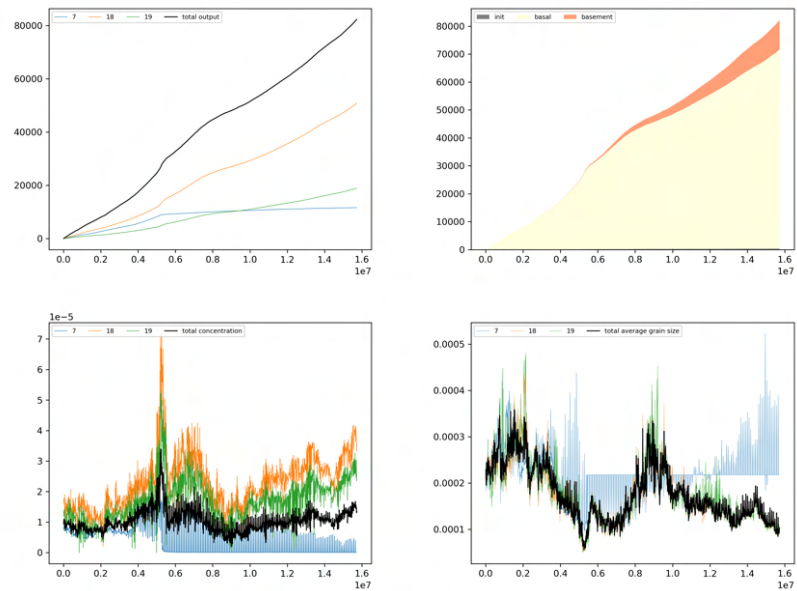 7 18 19 total output
80000
60000
40000
20000
0
0.0 0.2 0.4 0.6 0.8 1.0 1.2 1.4 1.6
1e7
init basal basement
80000
70000
60000
50000
40000
30000
20000
10000
0
0.0 0.2 0.4 0.6 0.8 1.0 1.2 1.4 1.6
1e7
1e−5
7 18 19 total concentration
7
6
5
4
3
2
1
0
0.0 0.2 0.4 0.6 0.8 1.0 1.2 1.4 1.6
1e7
7 18 19 total average grain size
0.0005
0.0004
0.0003
0.0002
0.0001
0.0 0.2 0.4 0.6 0.8 1.0 1.2 1.4 1.6
1e7